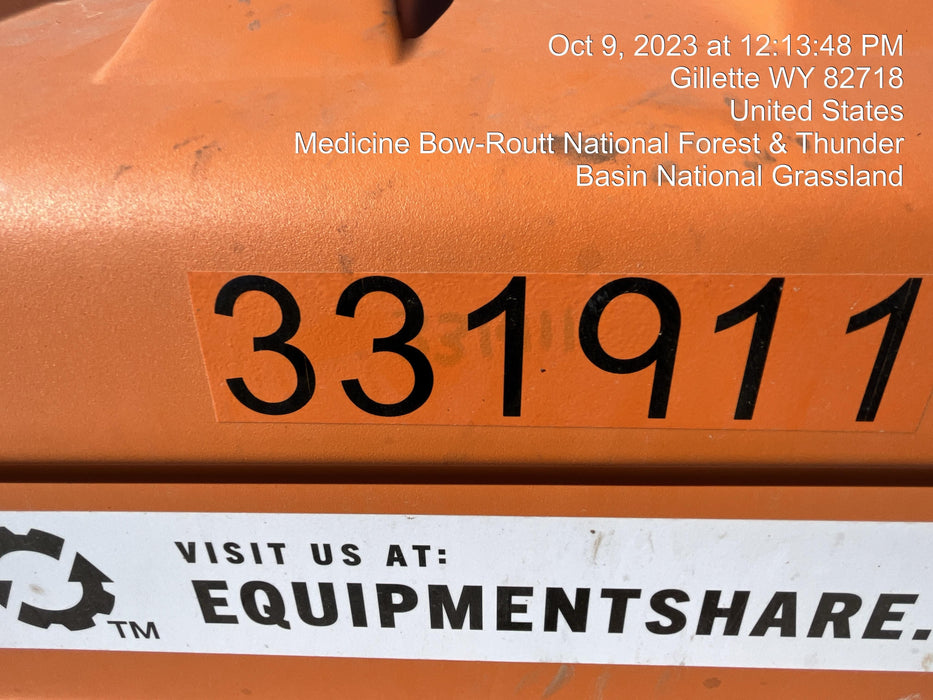 Oct 9, 2023 at 12:13:48 PM
Gillette WY 82718
United States
Medicine Bow-Routt National Forest & Thunder
Basin National Grassland
331911
VISIT US AT:
EQUIPMENTSHARE.
TM